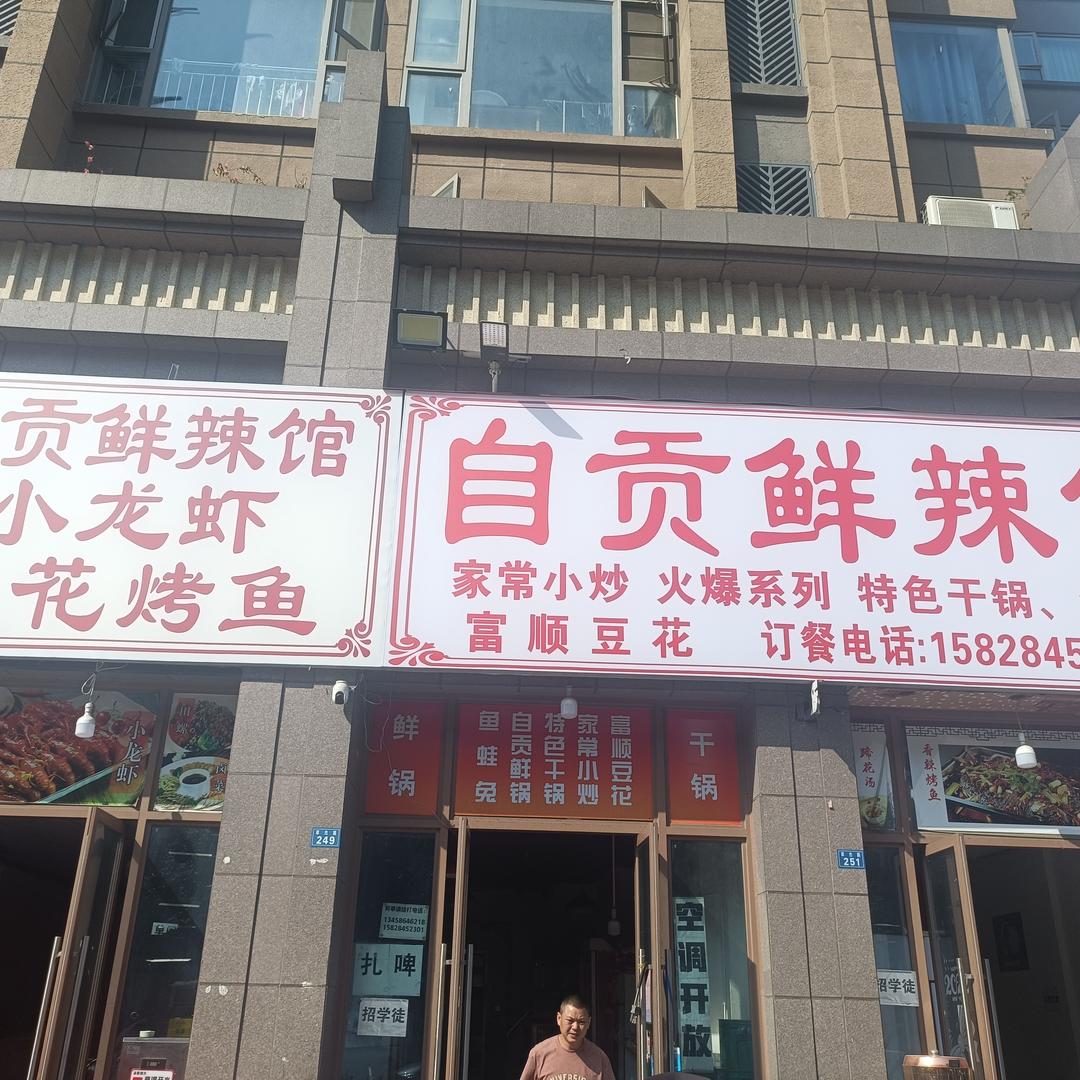 贡鲜辣馆
小龙虾
花烤鱼
自贡鲜辣
家常小炒 火爆系列 特色干锅、
富顺豆花 订餐电话:1582845
小龙虾
鲜锅
富顺豆花
家常小炒
特色干锅
自贡鲜锅
鱼蛙兔
干锅
香辣烤鱼
249
251
13458646218
15828452301
扎啤
招学徒
空调开放
招学徒